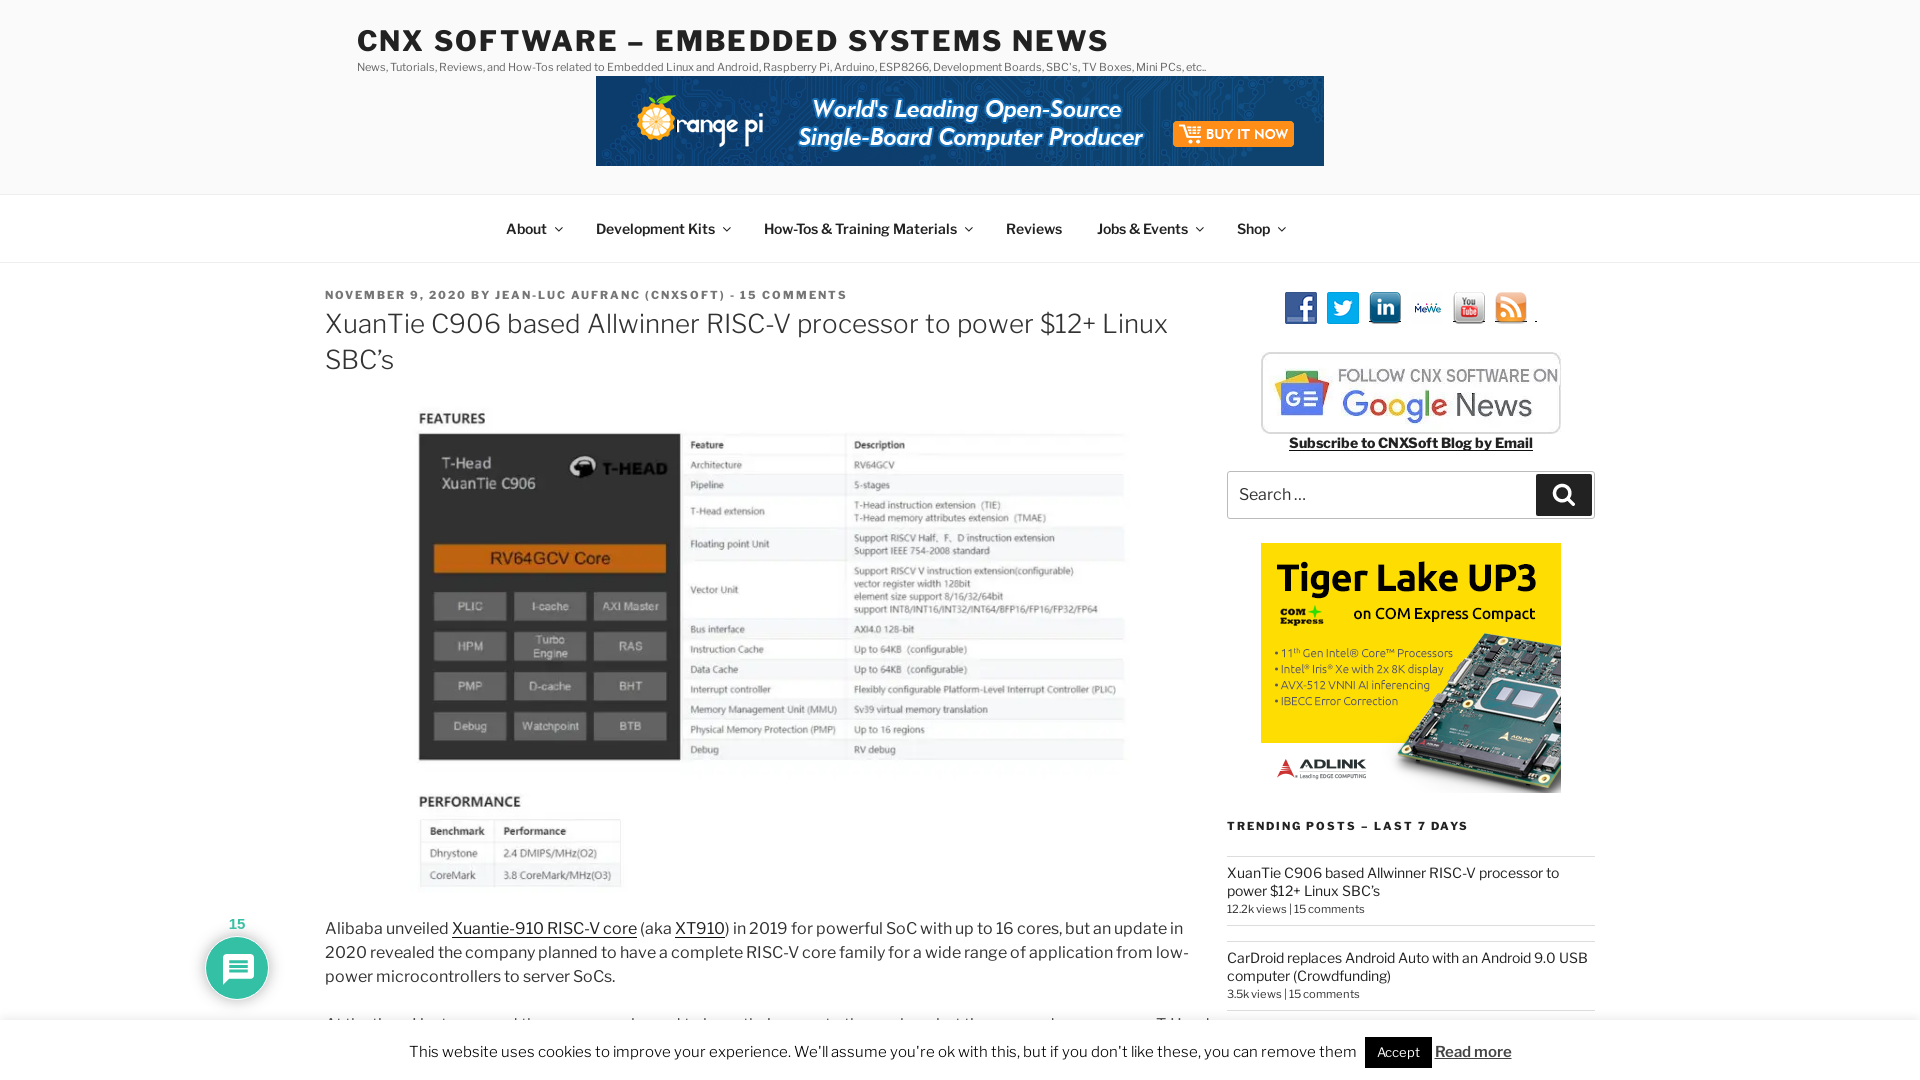 CNX SOFTWARE – EMBEDDED SYSTEMS NEWS
News, Tutorials, Reviews, and How-Tos related to Embedded Linux and Android, Raspberry Pi, Arduino, ESP8266, Development Boards, SBC's, TV Boxes, Mini PCs, etc..
range pi
World's Leading Open-Source
Single-Board Computer Producer
BUY IT NOW
About
Development Kits
How-Tos & Training Materials
Reviews
Jobs & Events
Shop
NOVEMBER 9, 2020 BY JEAN-LUC AUFRANC (CNXSOFT) - 15 COMMENTS
XuanTie C906 based Allwinner RISC-V processor to power $12+ Linux
SBC’s
FEATURES
T-Head
XuanTie C906
T-HEAD
RV64GCV Core
PLIC I-cache AXI Master
HPM Turbo Engine RAS
PMP D-cache BHT
Debug Watchpoint BTB
Feature Description
Architecture RV64GCV
Pipeline 5-stages
T-Head extension T-Head instruction extension (TIE)
T-Head memory attributes extension (TMAE)
Floating point Unit Support RISCV Half, F, D instruction extension
Support IEEE 754-2008 standard
Vector Unit Support RISCV V instruction extension(configurable)
vector register width 128bit
element size support 8/16/32/64bit
support INT8/INT16/INT32/INT64/BFP16/FP16/FP32/FP64
Bus interface AXI4.0 128-bit
Instruction Cache Up to 64KB (configurable)
Data Cache Up to 64KB (configurable)
Interrupt controller Flexibly configurable Platform-Level Interrupt Controller (PLIC)
Memory Management Unit (MMU) Sv39 virtual memory translation
Physical Memory Protection (PMP) Up to 16 regions
Debug RV debug
PERFORMANCE
Benchmark Performance
Dhrystone 2.4 DMIPS/MHz(O2)
CoreMark 3.8 CoreMark/MHz(O3)
15
Alibaba unveiled Xuantie-910 RISC-V core (aka XT910) in 2019 for powerful SoC with up to 16 cores, but an update in
2020 revealed the company planned to have a complete RISC-V core family for a wide range of application from low-
power microcontrollers to server SoCs.
MeWe
You
Tube
FOLLOW CNX SOFTWARE ON
Google News
Subscribe to CNXSoft Blog by Email
Search …
Tiger Lake UP3
COM
Express
on COM Express Compact
• 11th Gen Intel® Core™ Processors
• Intel® Iris® Xe with 2x 8K display
• AVX-512 VNNI AI inferencing
• IBECC Error Correction
ADLINK
Leading EDGE COMPUTING
TRENDING POSTS – LAST 7 DAYS
XuanTie C906 based Allwinner RISC-V processor to
power $12+ Linux SBC’s
12.2k views | 15 comments
CarDroid replaces Android Auto with an Android 9.0 USB
computer (Crowdfunding)
3.5k views | 15 comments
This website uses cookies to improve your experience. We'll assume you're ok with this, but if you don't like these, you can remove them Accept Read more